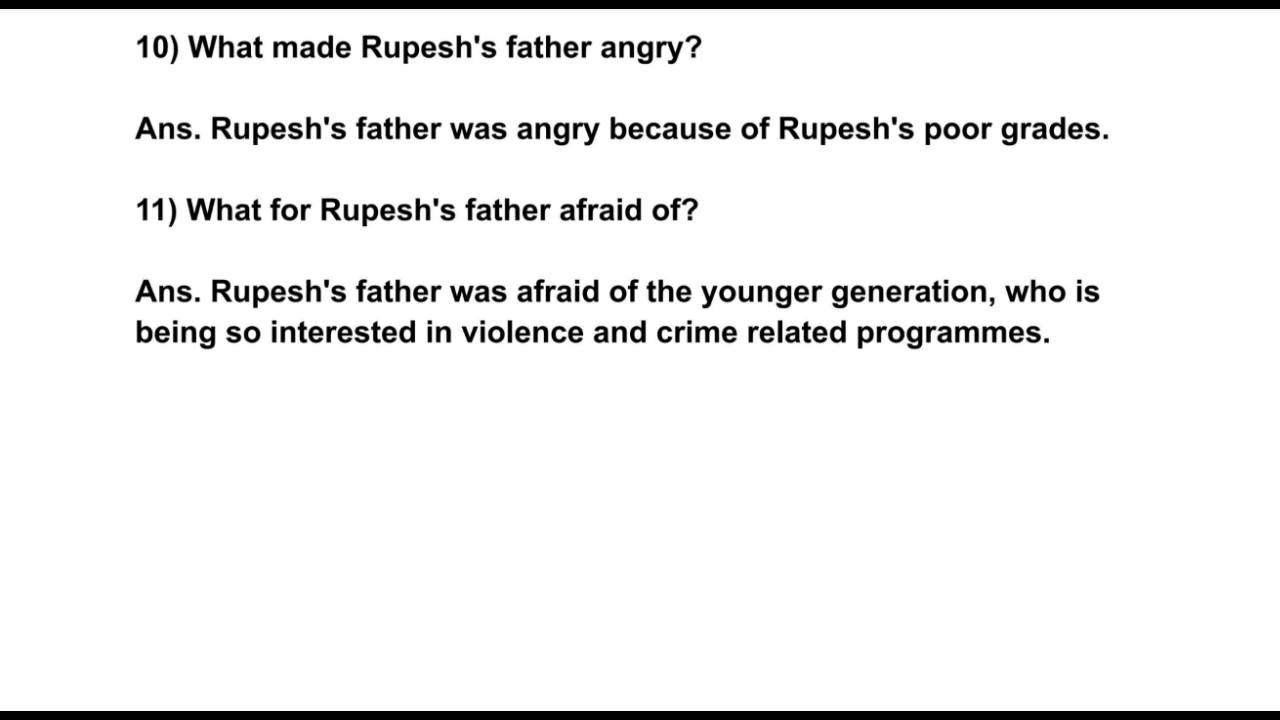 10) What made Rupesh's father angry?
Ans. Rupesh's father was angry because of Rupesh's poor grades.
11) What for Rupesh's father afraid of?
Ans. Rupesh's father was afraid of the younger generation, who is
being so interested in violence and crime related programmes.